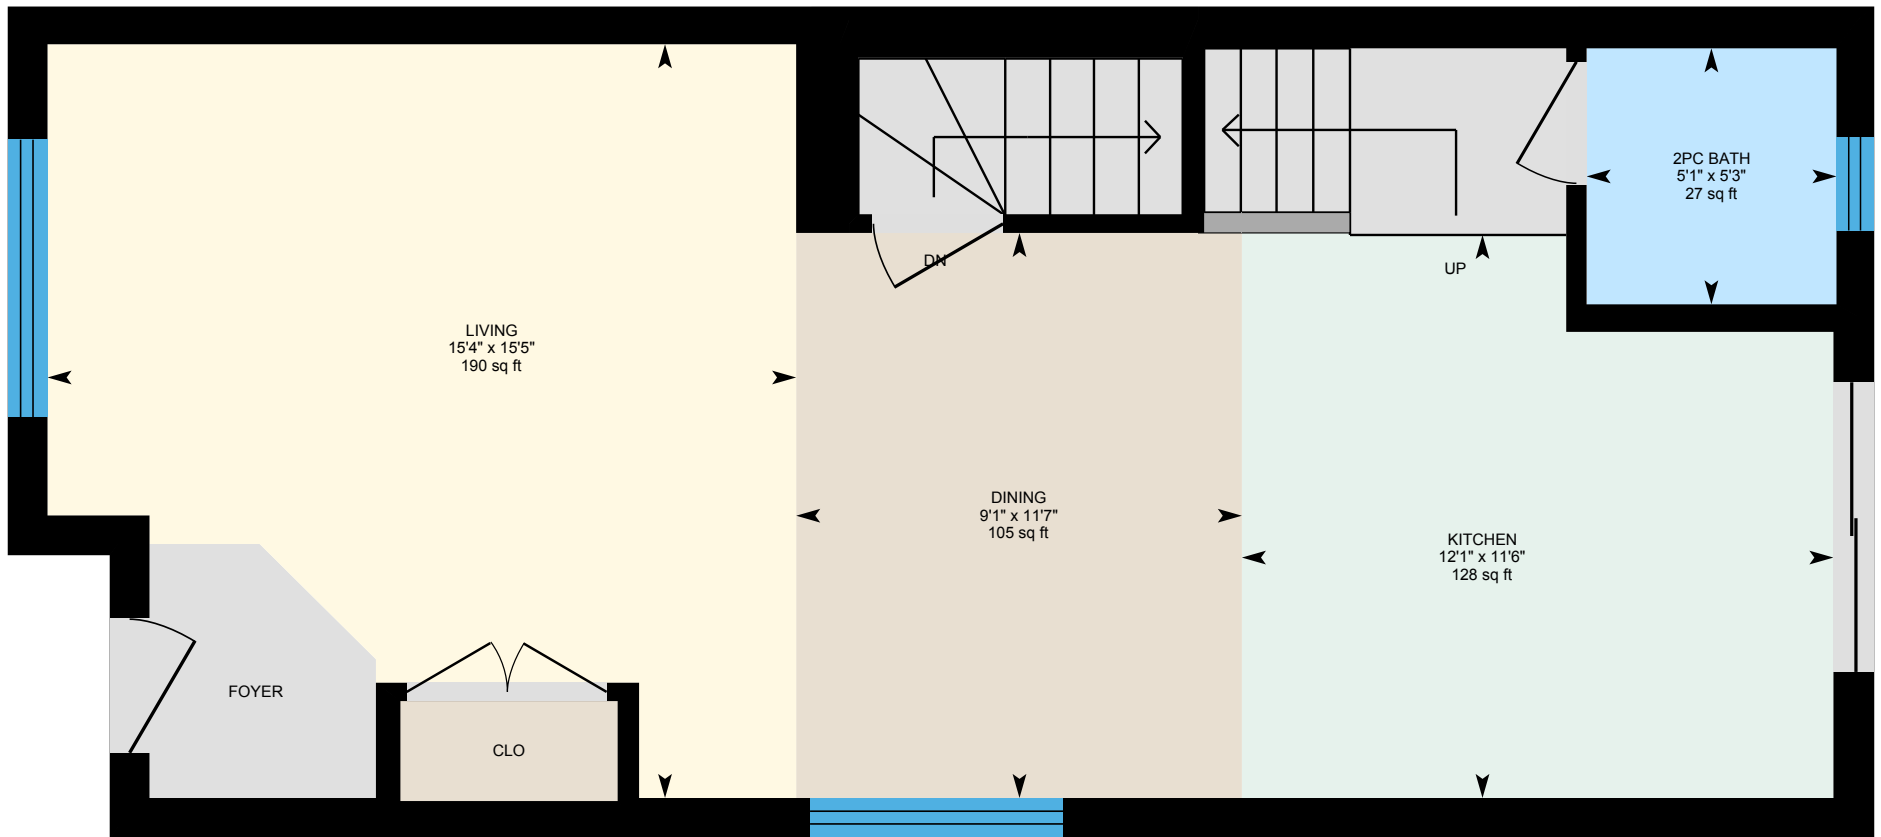 2PC BATH
5'1" x 5'3"
27 sq ft
DN
UP
LIVING
15'4" x 15'5"
190 sq ft
DINING
9'1" x 11'7"
105 sq ft
KITCHEN
12'1" x 11'6"
128 sq ft
FOYER
CLO